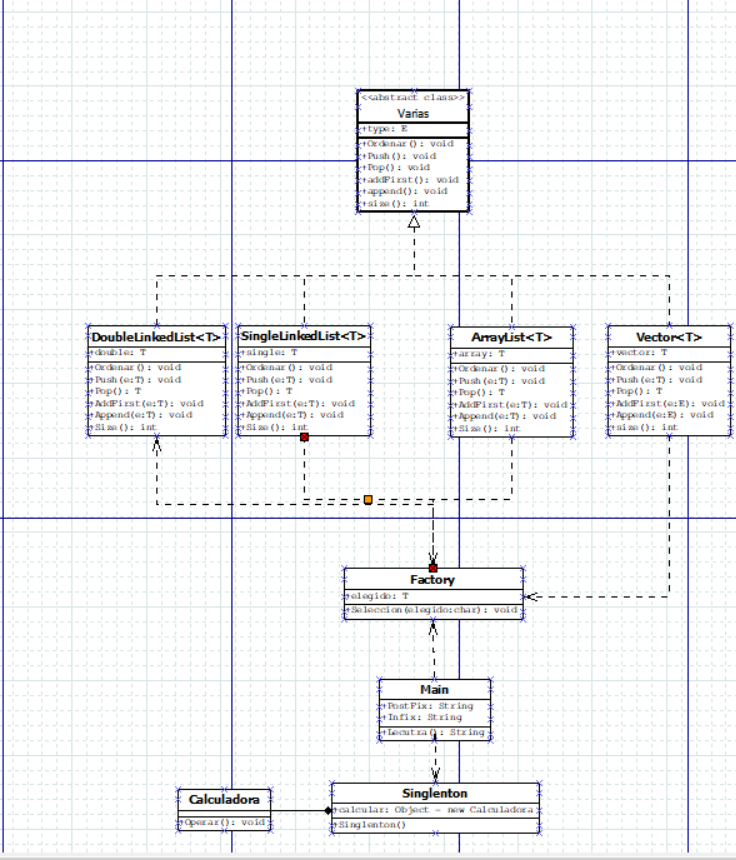 <<abstract class>>
Varias
+type: E
+Ordenar(): void
+Push(): void
+Pop(): void
+addFirst(): void
+append(): void
+size(): int
DoubleLinkedList<T>
+double: T
+Ordenar(): void
+Push(e:T): void
+Pop(): T
+AddFirst(e:T): void
+Append(e:T): void
+Size(): int
SingleLinkedList<T>
+single: T
+Ordenar(): void
+Push(e:T): void
+Pop(): T
+AddFirst(e:T): void
+Append(e:T): void
+Size(): int
ArrayList<T>
+array: T
+Ordenar(): void
+Push(e:T): void
+Pop(): T
+AddFirst(e:T): void
+Append(e:T): void
+Size(): int
Vector<T>
+vector: T
+Ordenar(): void
+Push(e:T): void
+Pop(): T
+AddFirst(e:E): void
+Append(e:E): void
+size(): int
Factory
+elegido: T
+Seleccion(elegido:char): void
Main
+PostFix: String
+Infix: String
+Lecutra(): String
Calculadora
+Operar(): void
Singlenton
+calcular: Object - new Calculadora
+Singlenton()